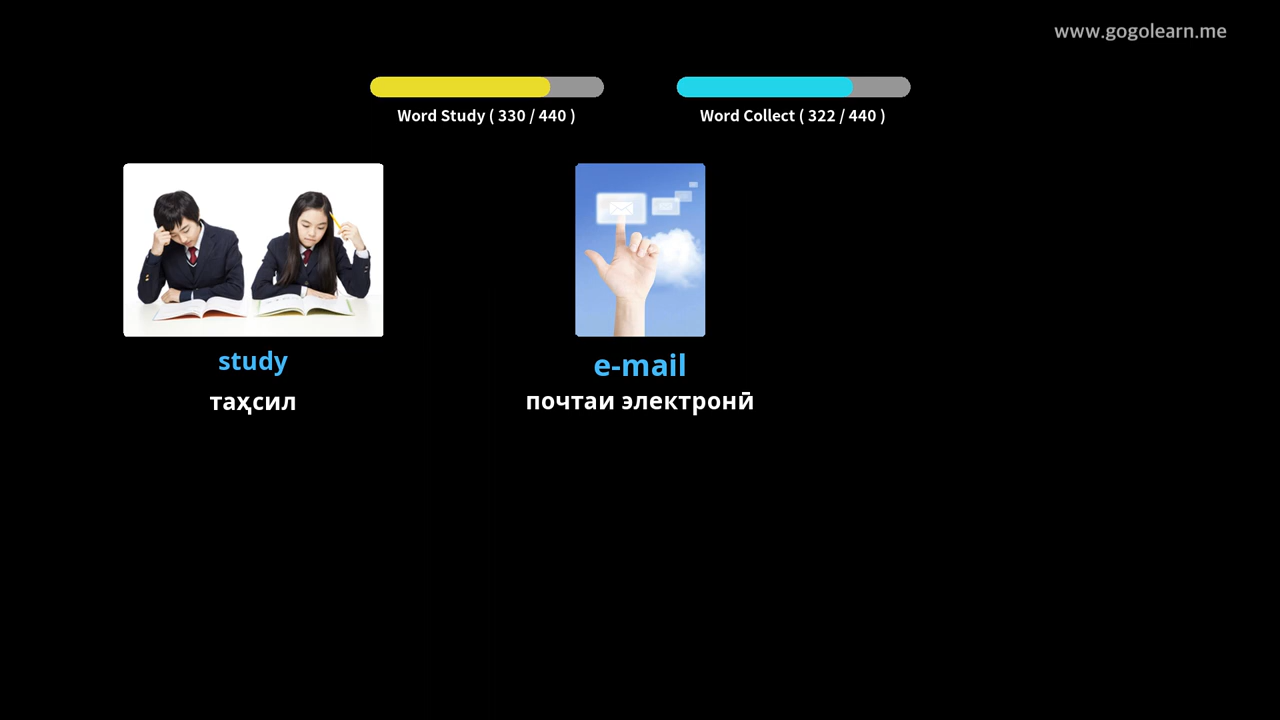 www.gogolearn.me
Word Study ( 330 / 440 )
Word Collect ( 322 / 440 )
study
таҳсил
e-mail
почтаи электронӣ